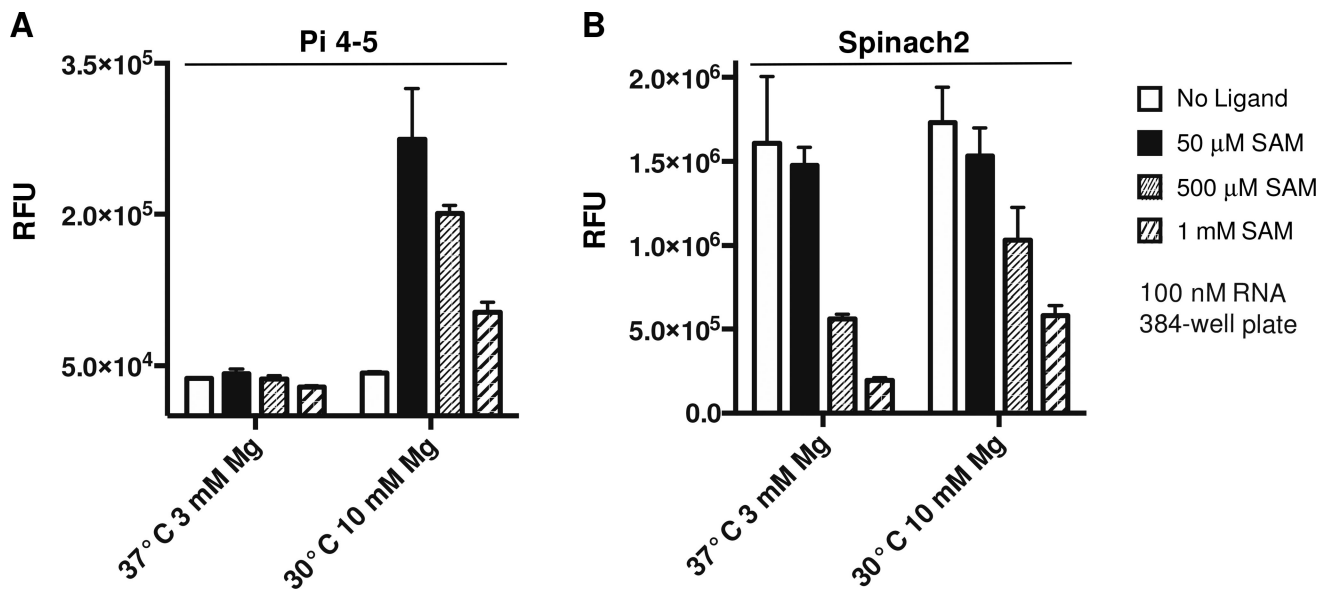 A
Pi 4-5
3.5×10⁵
2.0×10⁵
5.0×10⁴
RFU
37° C 3 mM Mg
30° C 10 mM Mg
B
Spinach2
2.0×10⁶
1.5×10⁶
1.0×10⁶
5.0×10⁵
0.0
RFU
37° C 3 mM Mg
30° C 10 mM Mg
No Ligand
50 μM SAM
500 μM SAM
1 mM SAM
100 nM RNA
384-well plate